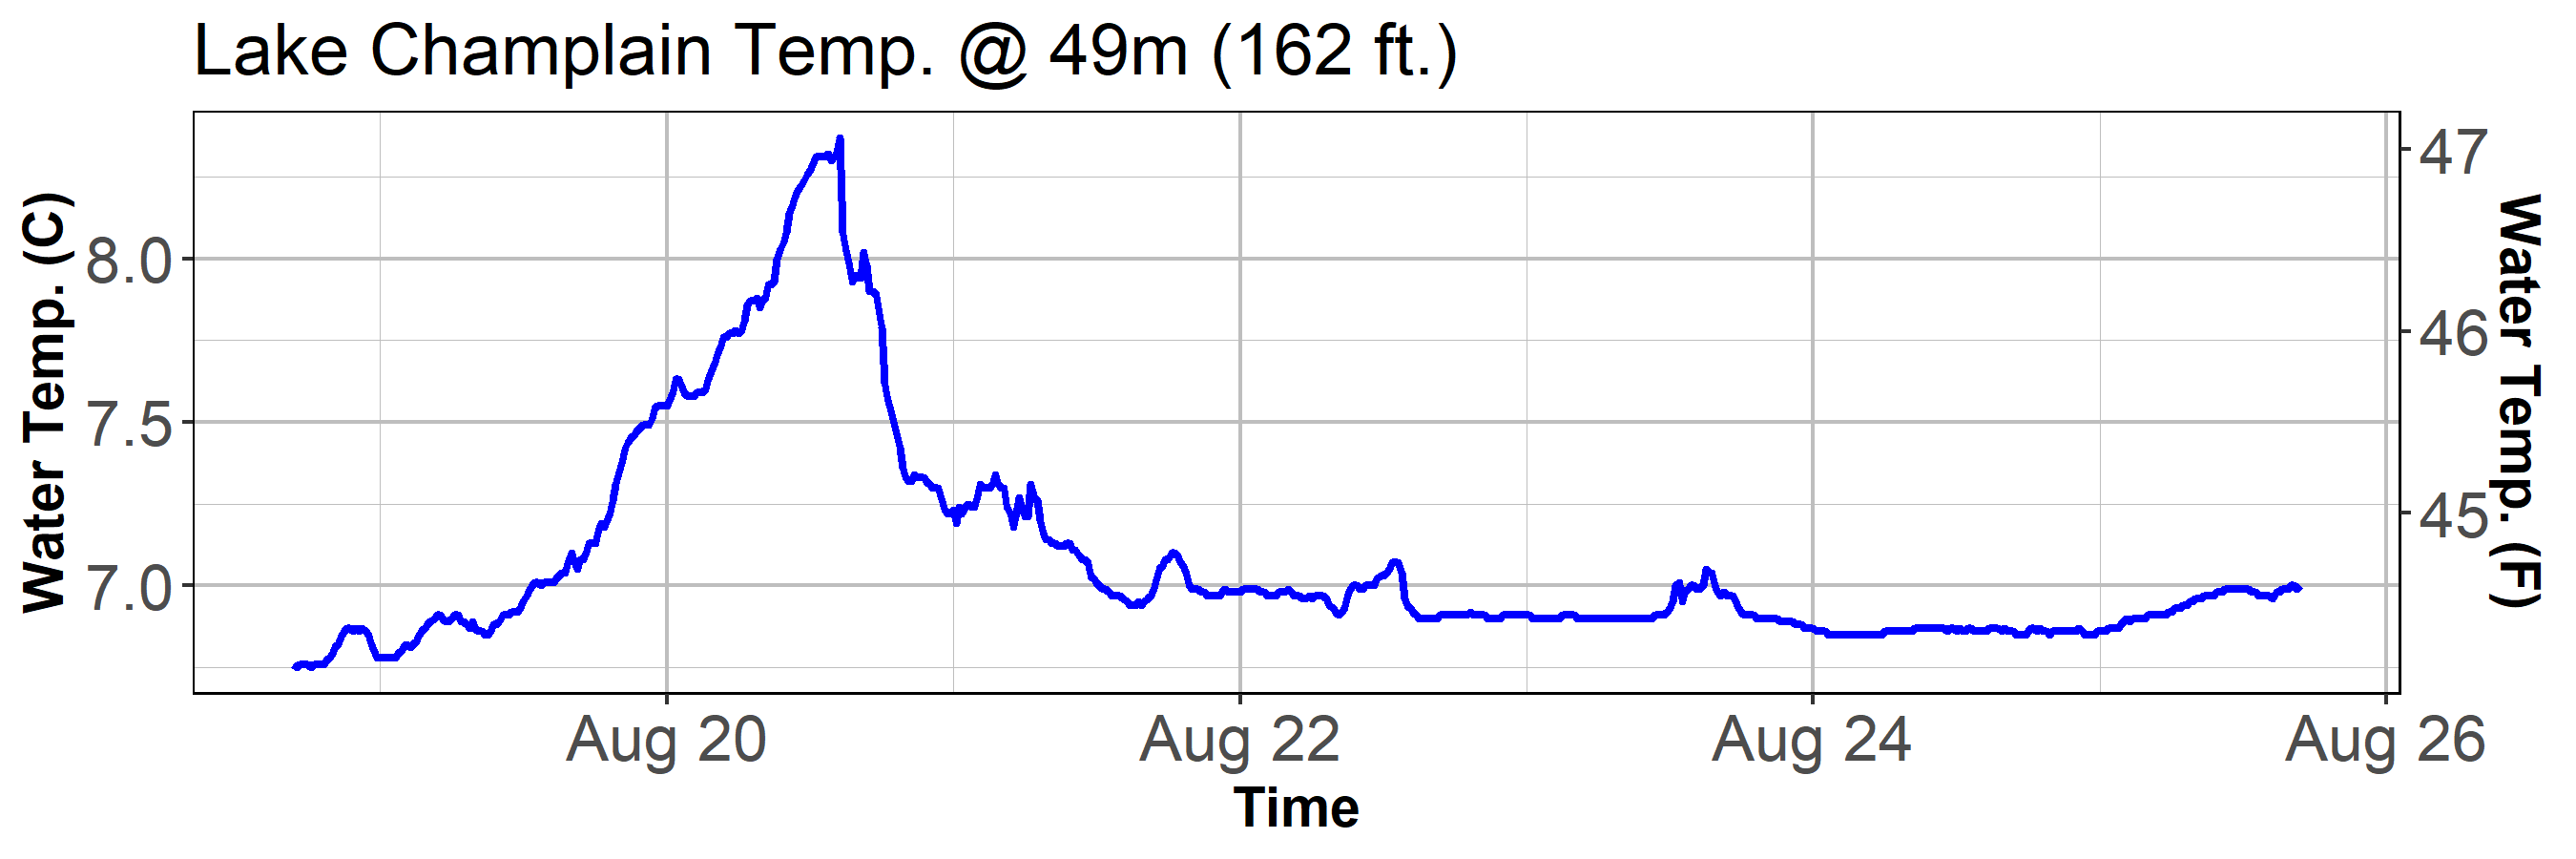 Lake Champlain Temp. @ 49m (162 ft.)
Water Temp. (C)
8.0
7.5
7.0
47
46
45
Water Temp. (F)
Aug 20 Aug 22 Aug 24 Aug 26
Time